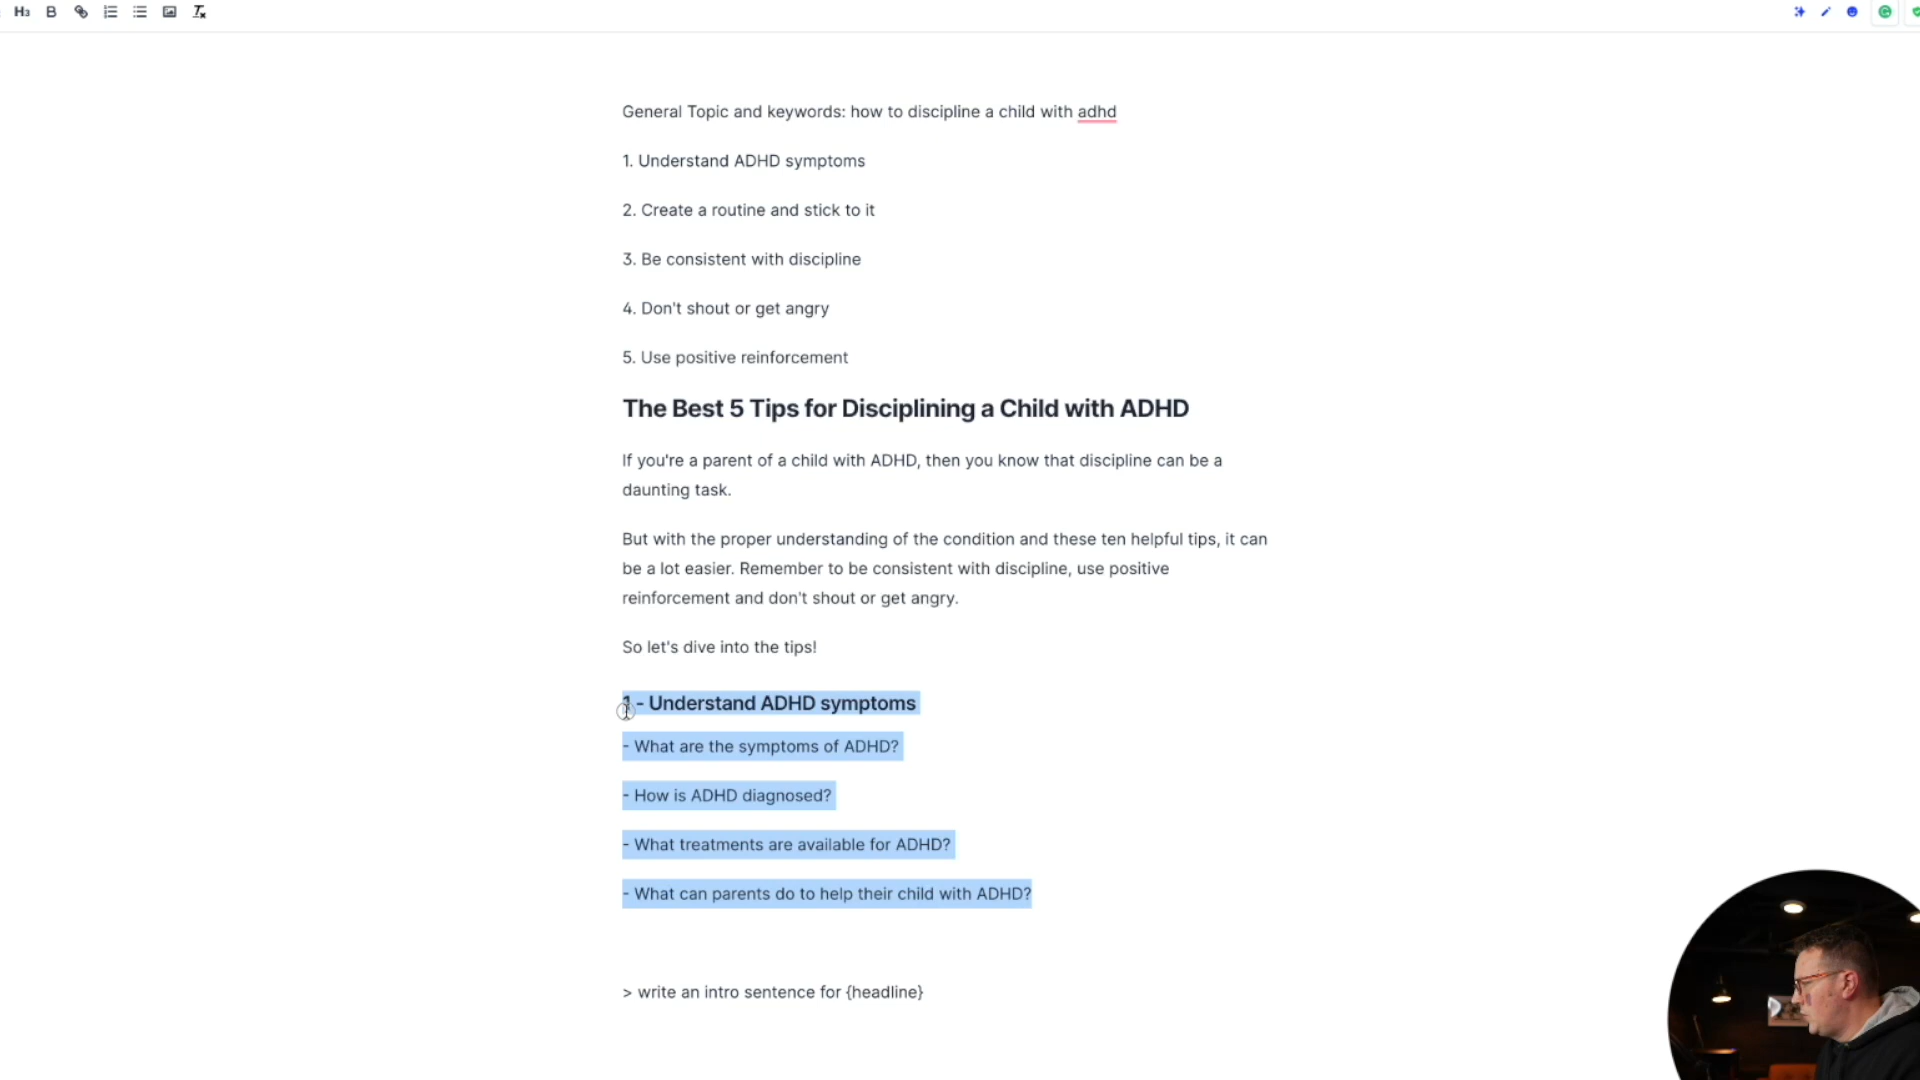 H3 B
General Topic and keywords: how to discipline a child with adhd
1. Understand ADHD symptoms
2. Create a routine and stick to it
3. Be consistent with discipline
4. Don't shout or get angry
5. Use positive reinforcement
The Best 5 Tips for Disciplining a Child with ADHD
If you're a parent of a child with ADHD, then you know that discipline can be a
daunting task.
But with the proper understanding of the condition and these ten helpful tips, it can
be a lot easier. Remember to be consistent with discipline, use positive
reinforcement and don't shout or get angry.
So let's dive into the tips!
1 - Understand ADHD symptoms
- What are the symptoms of ADHD?
- How is ADHD diagnosed?
- What treatments are available for ADHD?
- What can parents do to help their child with ADHD?
> write an intro sentence for {headline}